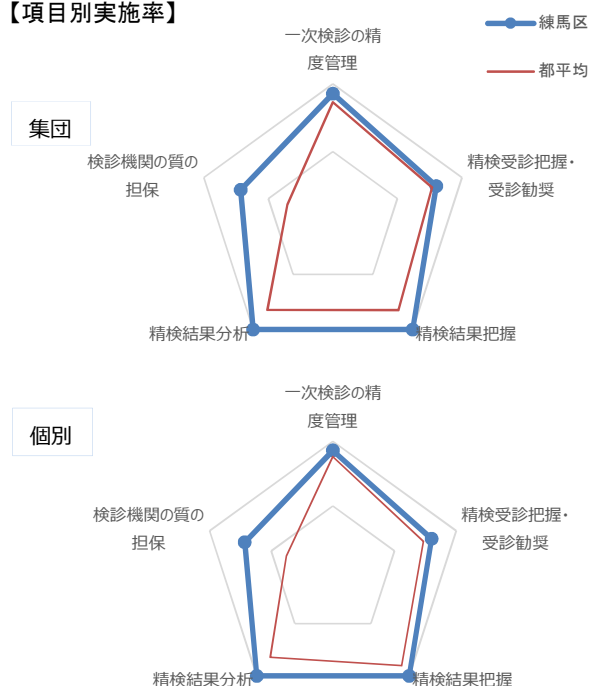 【項目別実施率】
練馬区
都平均
集団
一次検診の精
度管理
検診機関の質の
担保
精検受診把握・
受診勧奨
精検結果分析
精検結果把握
個別
一次検診の精
度管理
検診機関の質の
担保
精検受診把握・
受診勧奨
精検結果分析
精検結果把握